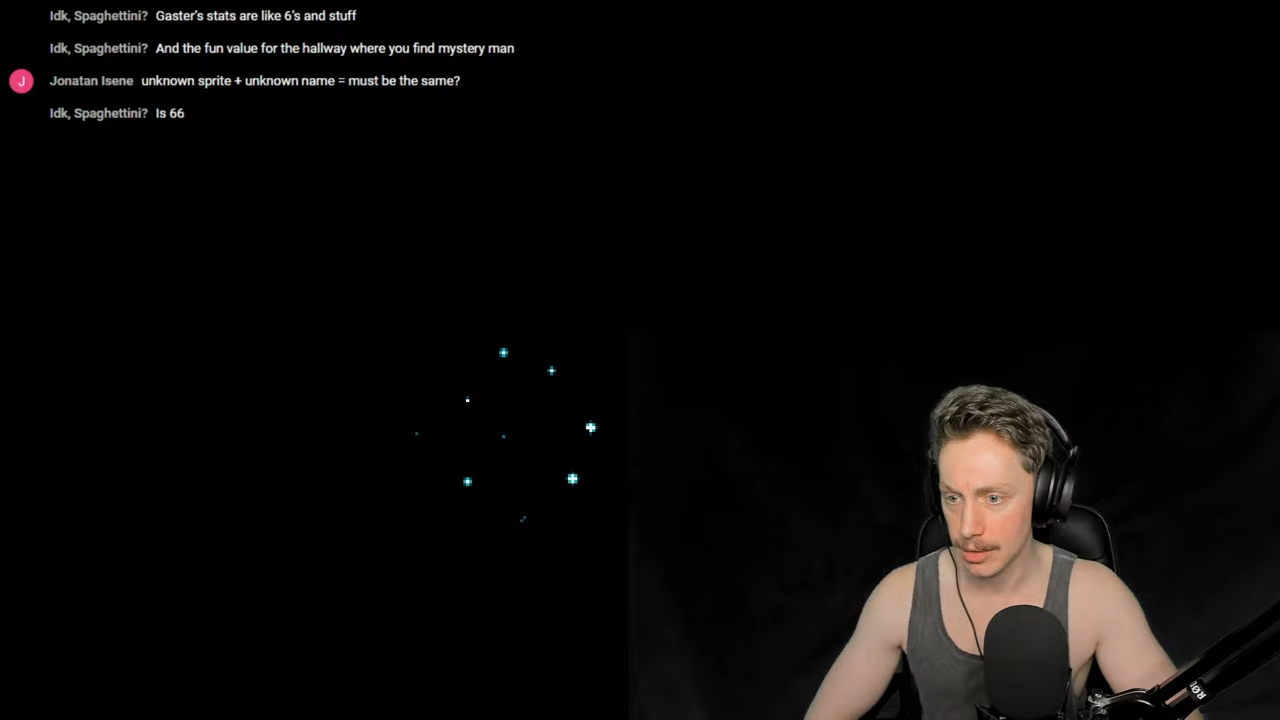 Idk, Spaghettini? Gaster's stats are like 6's and stuff
Idk, Spaghettini? And the fun value for the hallway where you find mystery man
J Jonatan Isene unknown sprite + unknown name = must be the same?
Idk, Spaghettini? Is 66
RØDE